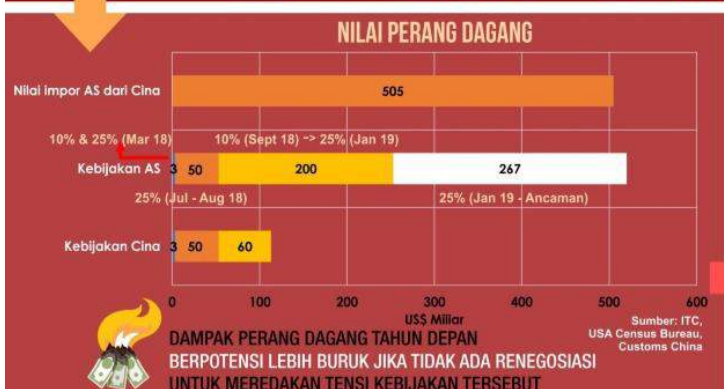 NILAI PERANG DAGANG
Nilai impor AS dari Cina
505
10% & 25% (Mar 18)
10% (Sept 18) -> 25% (Jan 19)
Kebijakan AS
3 50 200 267
25% (Jul - Aug 18)
25% (Jan 19 - Ancaman)
Kebijakan Cina
3 50 60
0 100 200 300 400 500 600
US$ Miliar
Sumber: ITC,
USA Census Bureau,
Customs China
DAMPAK PERANG DAGANG TAHUN DEPAN
BERPOTENSI LEBIH BURUK JIKA TIDAK ADA RENEGOSIASI
UNTUK MEREDAKAN TENSI KEBIJAKAN TERSEBUT